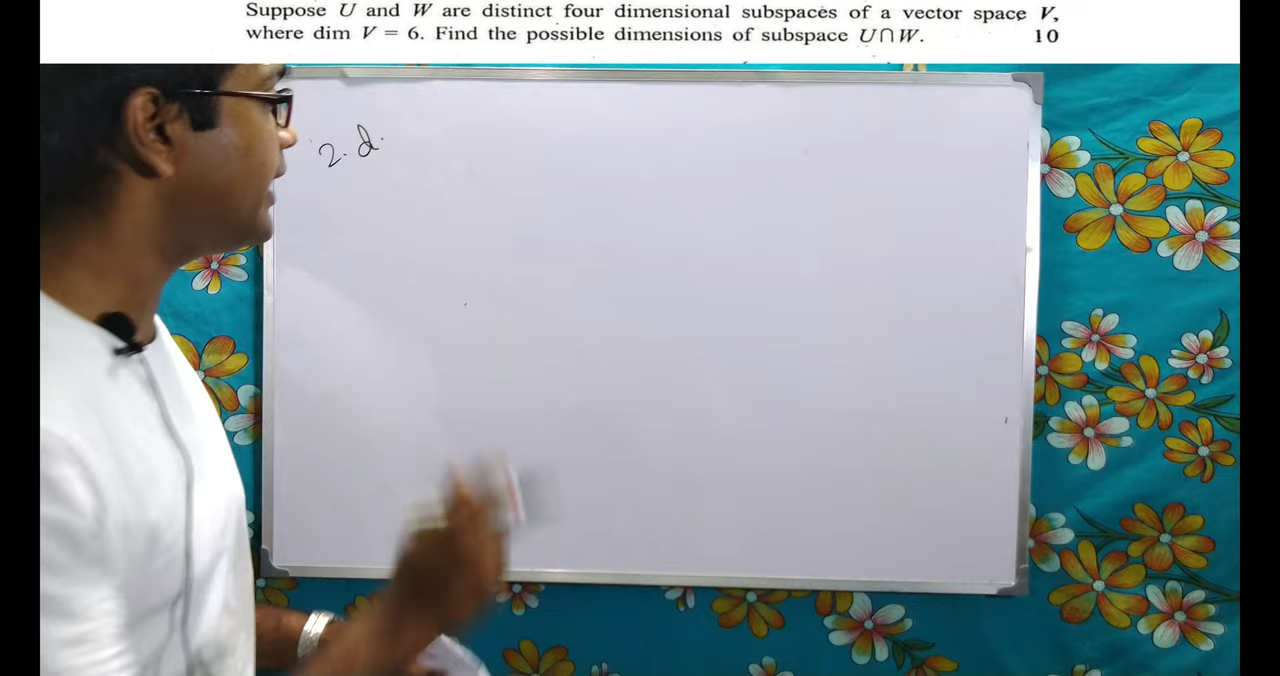 Suppose U and W are distinct four dimensional subspaces of a vector space V,
where dim V = 6. Find the possible dimensions of subspace U∩W. 10
2. d.